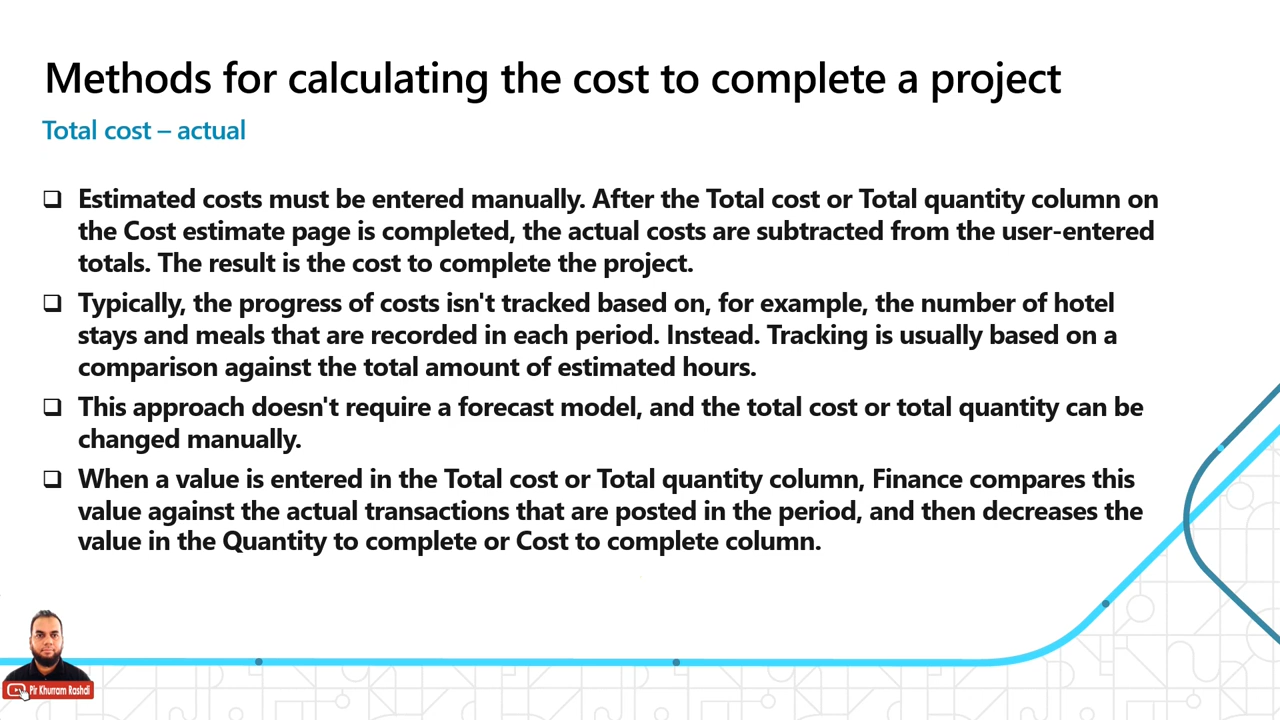 Methods for calculating the cost to complete a project
Total cost – actual
❑ Estimated costs must be entered manually. After the Total cost or Total quantity column on
the Cost estimate page is completed, the actual costs are subtracted from the user-entered
totals. The result is the cost to complete the project.
❑ Typically, the progress of costs isn't tracked based on, for example, the number of hotel
stays and meals that are recorded in each period. Instead. Tracking is usually based on a
comparison against the total amount of estimated hours.
❑ This approach doesn't require a forecast model, and the total cost or total quantity can be
changed manually.
❑ When a value is entered in the Total cost or Total quantity column, Finance compares this
value against the actual transactions that are posted in the period, and then decreases the
value in the Quantity to complete or Cost to complete column.
Pir Khurram Rashdi